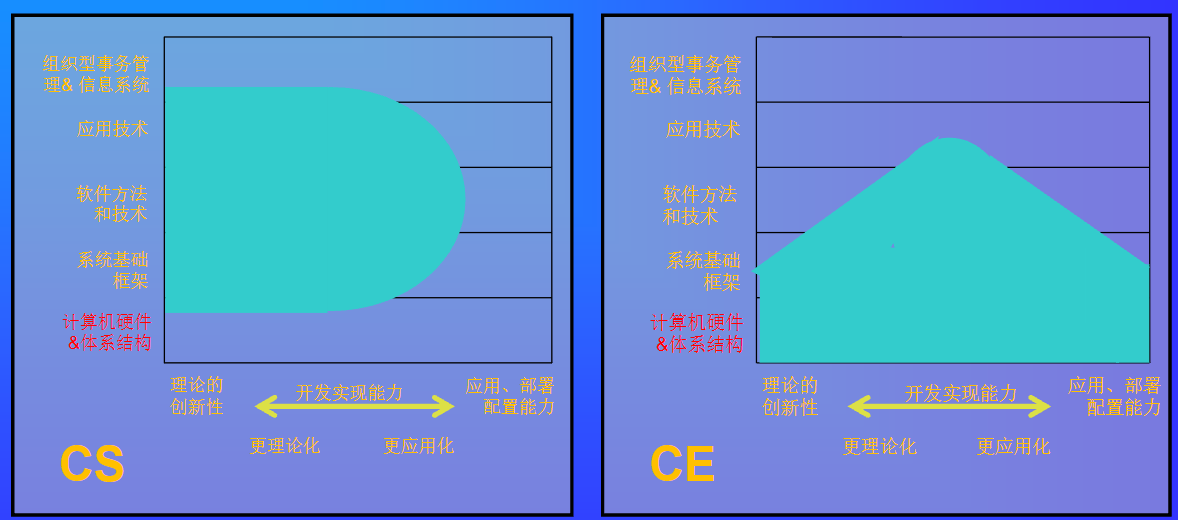 组织型事务管
理& 信息系统
应用技术
软件方法
和技术
系统基础
框架
计算机硬件
&体系结构
理论的
创新性
开发实现能力
应用、部署
配置能力
更理论化
更应用化
CS
组织型事务管
理& 信息系统
应用技术
软件方法
和技术
系统基础
框架
计算机硬件
&体系结构
理论的
创新性
开发实现能力
应用、部署
配置能力
更理论化
更应用化
CE